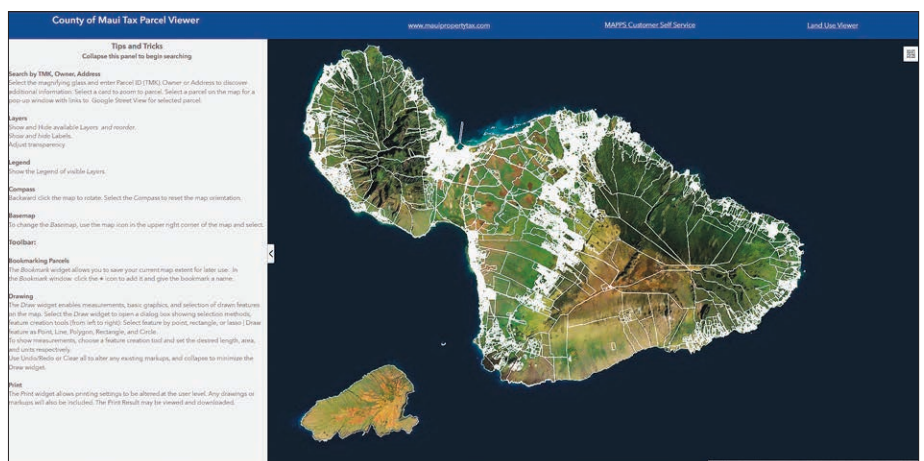 County of Maui Tax Parcel Viewer
www.mauipropertytax.com
MAPPS Customer Self Service
Land Use Viewer
Tips and Tricks
Collapse this panel to begin searching
Search by TMK, Owner, Address
Select the magnifying glass and enter Parcel ID (TMK) Owner or Address to discover
additional information. Select a card to zoom to parcel. Select a parcel on the map for a
pop-up window with links to Google Street View for selected parcel.
Layers
Show and Hide available Layers and reorder.
Show and hide Labels.
Adjust transparency
Legend
Show the Legend of visible Layers.
Compass
Backward click the map to rotate. Select the Compass to reset the map orientation.
Basemap
To change the Basemap, use the map icon in the upper right corner of the map and select.
Toolbar:
Bookmarking Parcels
The Bookmark widget allows you to save your current map extent for later use. In
the Bookmark window click the + icon to add it and give the bookmark a name.
Drawing
The Draw widget enables measurements, basic graphics, and selection of drawn features
on the map. Select the Draw widget to open a dialog box showing selection methods,
feature creation tools (from left to right): Select feature by point, rectangle, or lasso | Draw
feature as Point, Line, Polygon, Rectangle, and Circle.
To show measurements, choose a feature creation tool and set the desired length, area,
and units respectively.
Use Undo/Redo or Clear all to alter any existing markups, and collapse to minimize the
Draw widget.
Print
The Print widget allows printing settings to be altered at the user level. Any drawings or
markups will also be included. The Print Result may be viewed and downloaded.